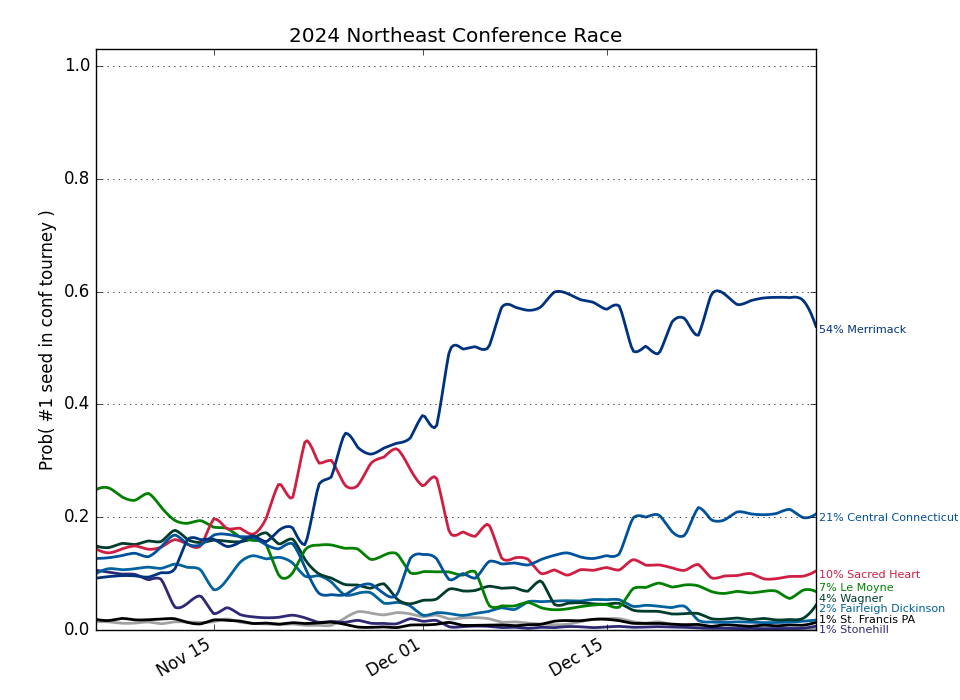 2024 Northeast Conference Race
Prob( #1 seed in conf tourney )
1.0
0.8
0.6
0.4
0.2
0.0
Nov 15
Dec 01
Dec 15
54% Merrimack
21% Central Connecticut
10% Sacred Heart
7% Le Moyne
4% Wagner
2% Fairleigh Dickinson
1% St. Francis PA
1% Stonehill